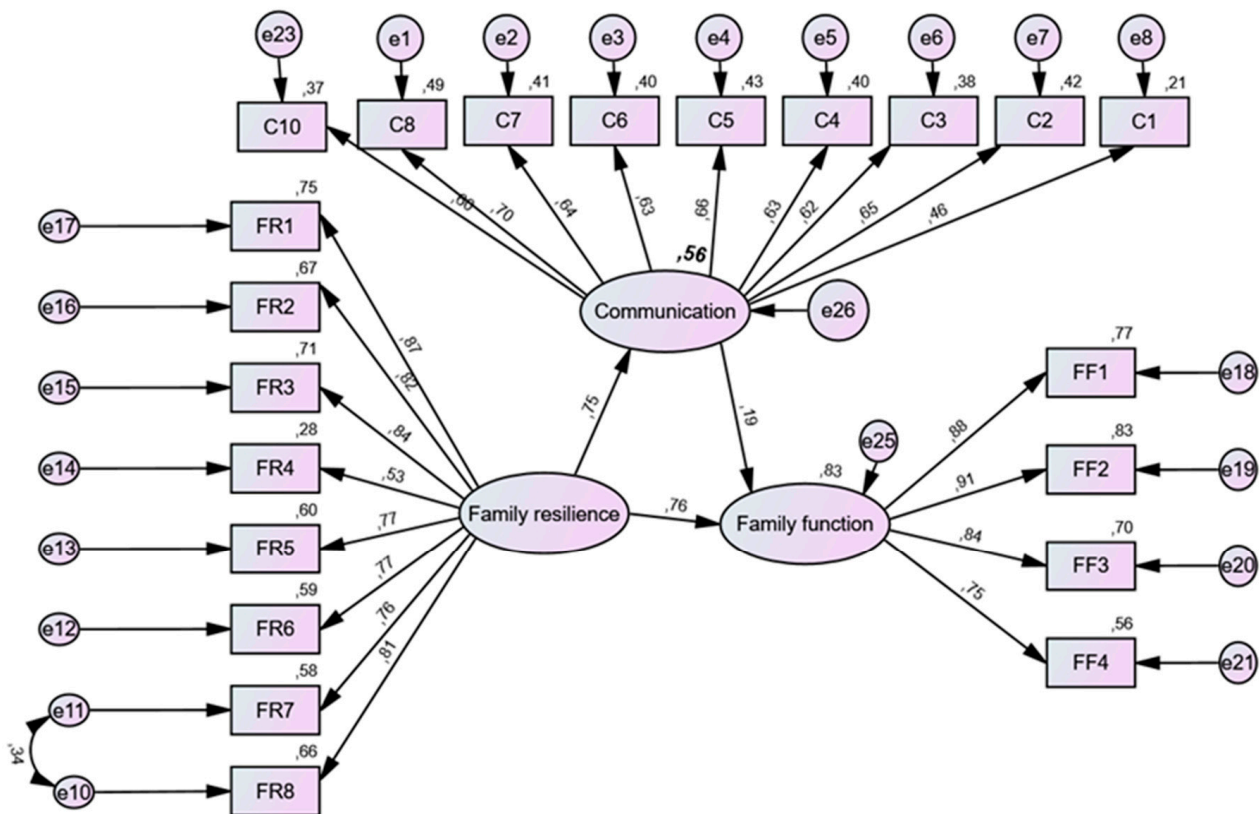 e23
e1
e2
e3
e4
e5
e6
e7
e8
,37
,49
,41
,40
,43
,40
,38
,42
,21
C10
C8
C7
C6
C5
C4
C3
C2
C1
,70
,64
,63
,66
,63
,62
,65
,46
,56
Communication
e26
,75
e17
FR1
,67
e16
FR2
,71
e15
FR3
,28
e14
FR4
,60
e13
FR5
,59
e12
FR6
,58
e11
FR7
,66
e10
FR8
,34
,87
,82
,84
,53
,77
,77
,76
,81
Family resilience
,75
,76
,19
e25
,83
Family function
,88
,91
,84
,75
,77
FF1
e18
,83
FF2
e19
,70
FF3
e20
,56
FF4
e21